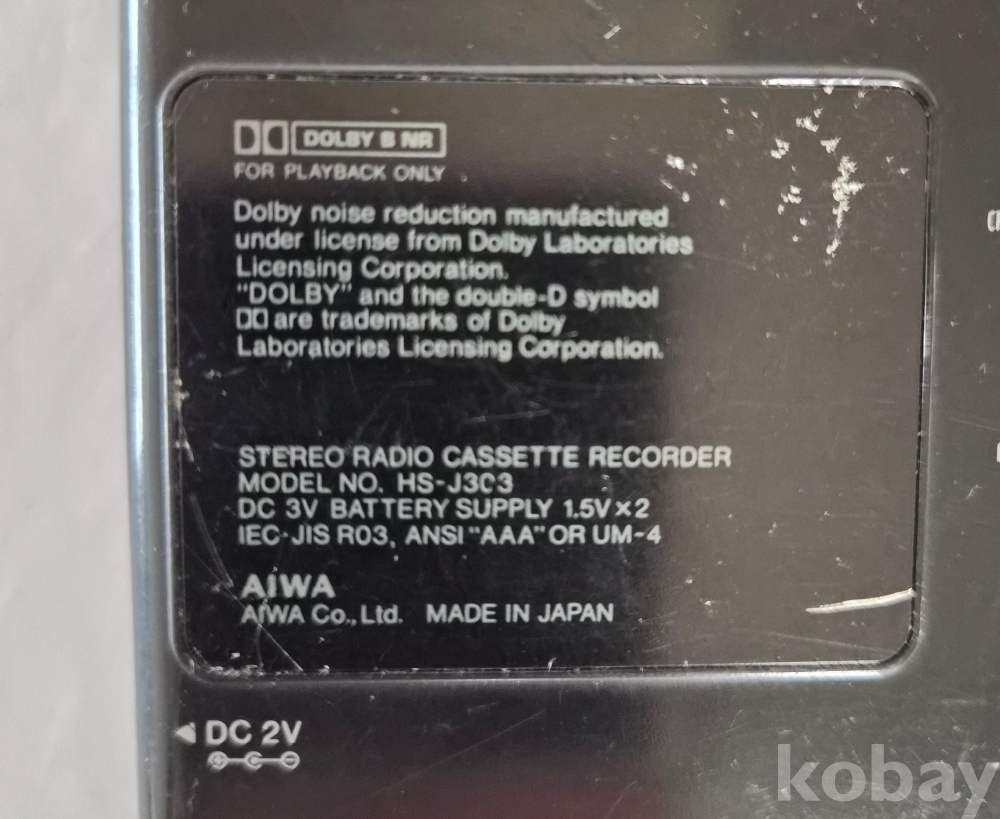 DOLBY B NR
FOR PLAYBACK ONLY
Dolby noise reduction manufactured
under license from Dolby Laboratories
Licensing Corporation.
"DOLBY" and the double-D symbol
are trademarks of Dolby
Laboratories Licensing Corporation.
STEREO RADIO CASSETTE RECORDER
MODEL NO. HS-J303
DC 3V BATTERY SUPPLY 1.5V×2
IEC·JIS R03, ANSI "AAA" OR UM-4
AIWA
AIWA Co., Ltd. MADE IN JAPAN
DC 2V
kobay